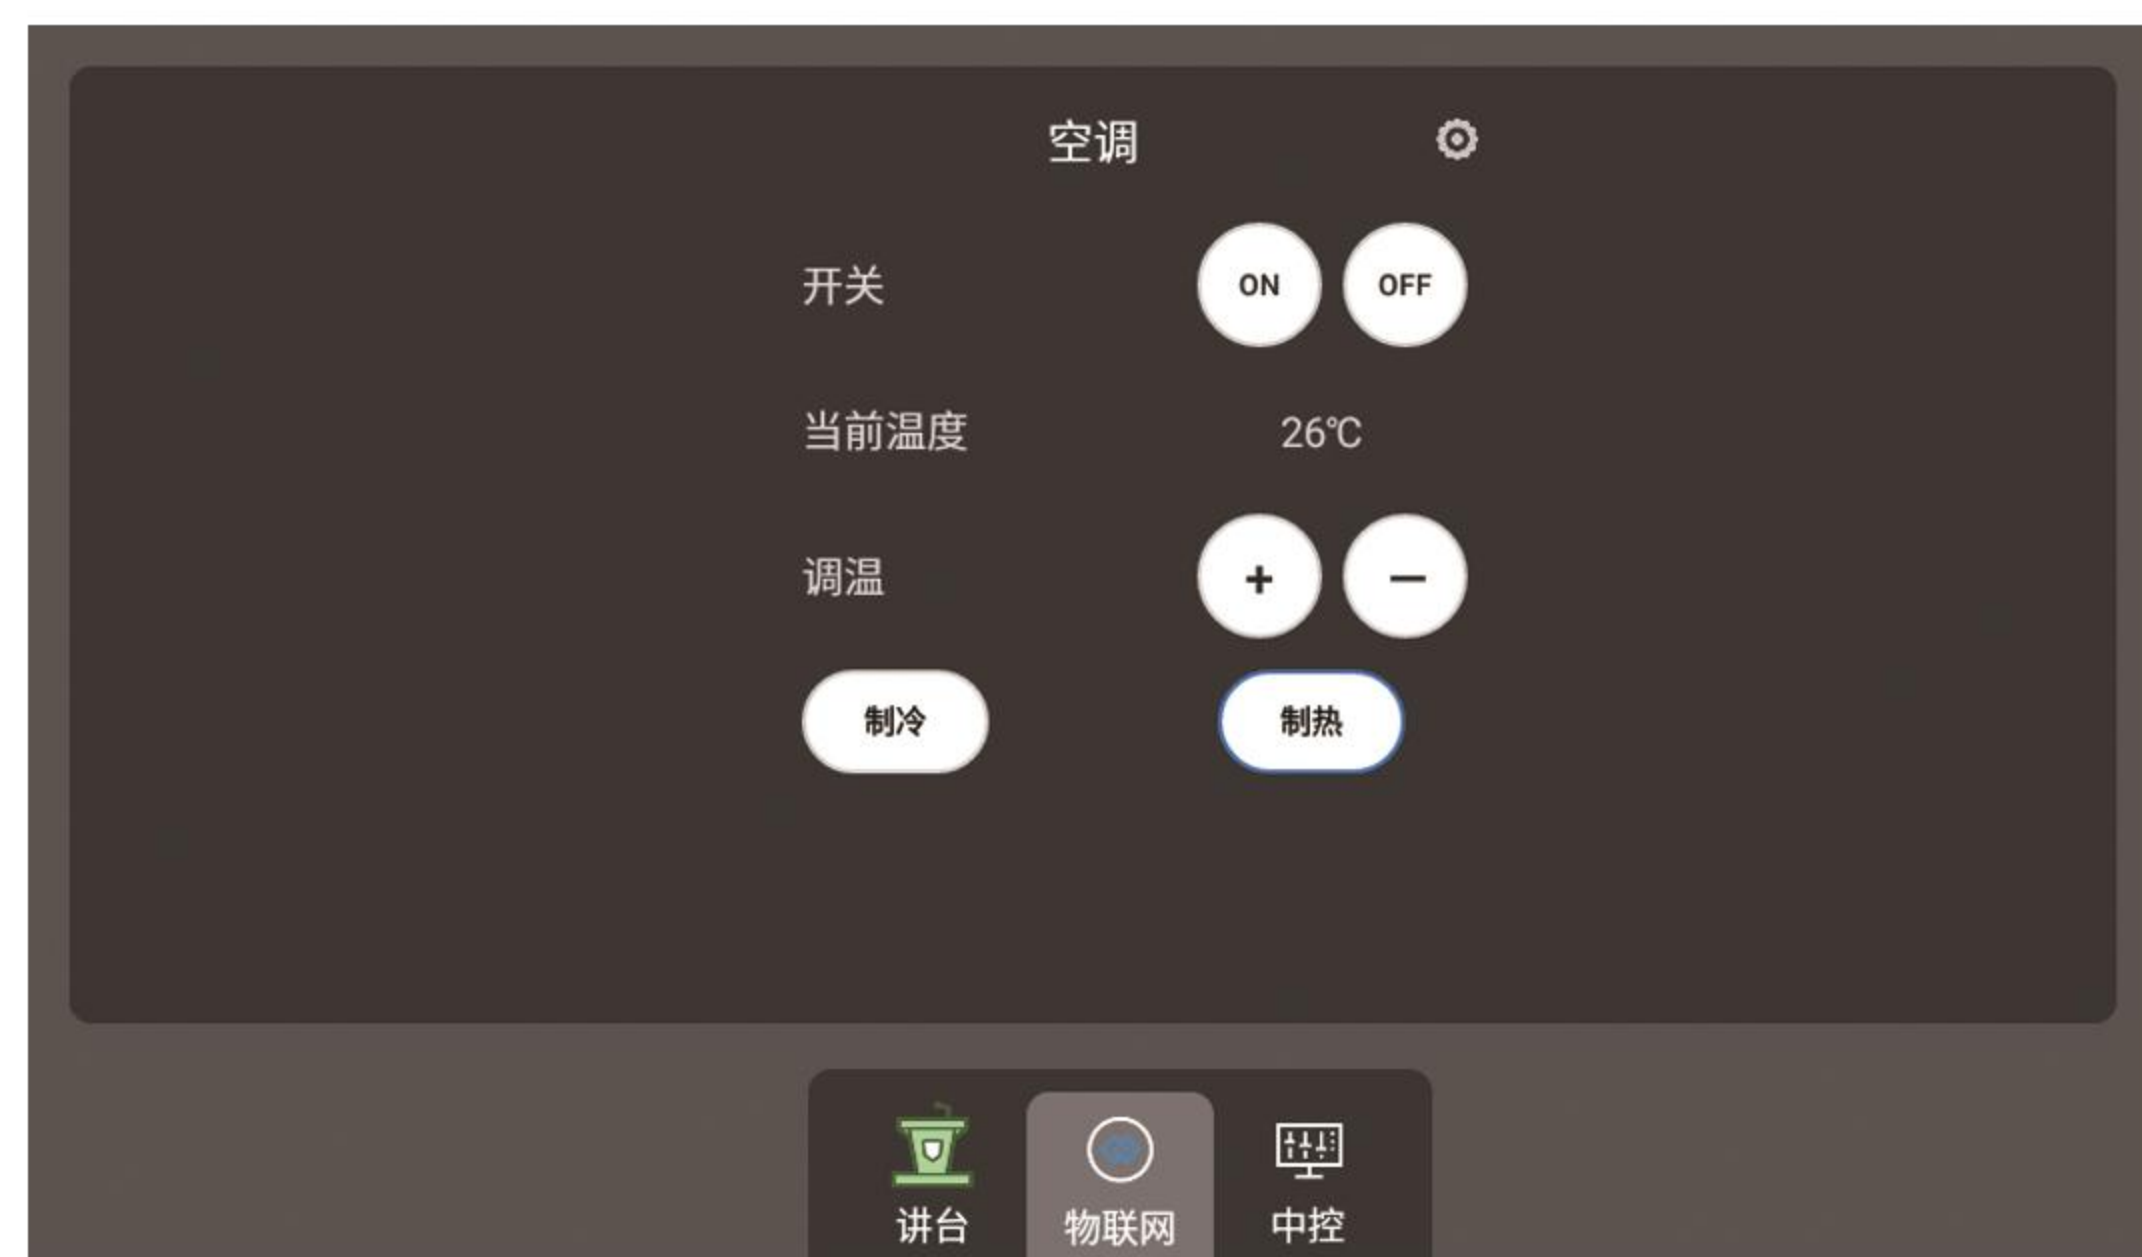 空调
开关 ON OFF
当前温度 26℃
调温 + −
制冷 制热
讲台 物联网 中控